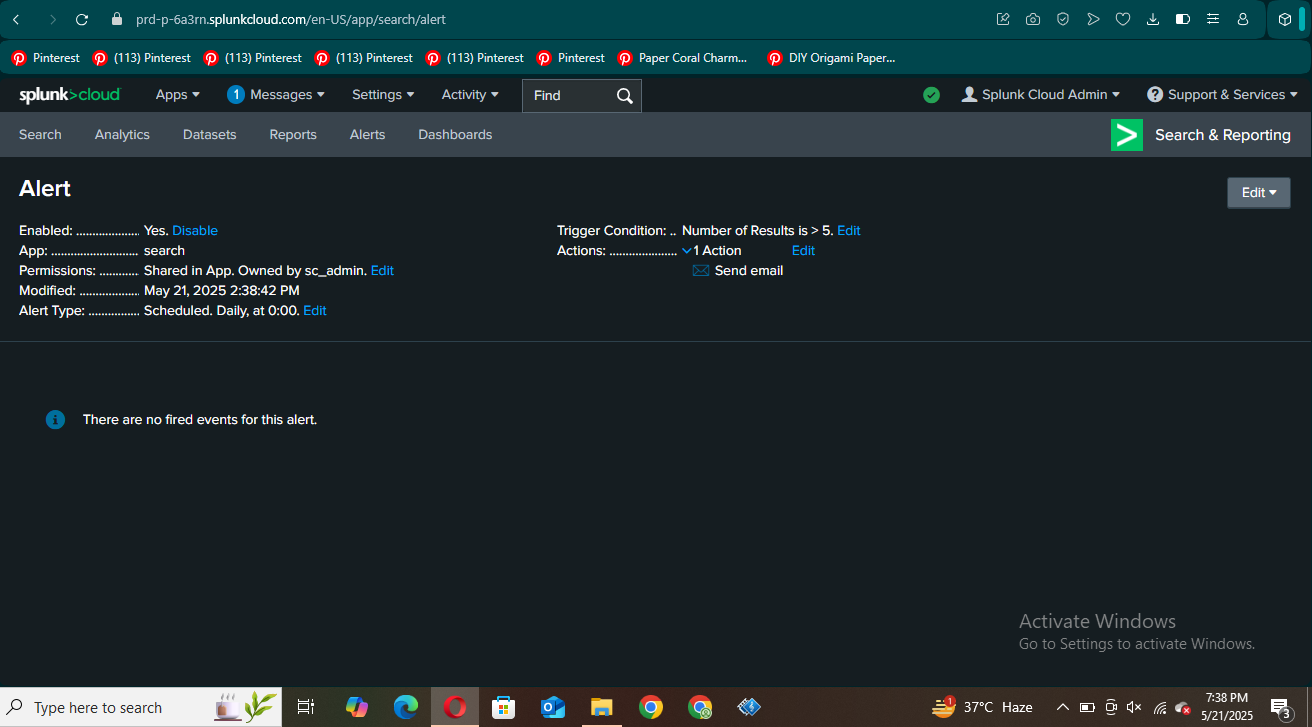 prd-p-6a3rn.splunkcloud.com/en-US/app/search/alert
Pinterest (113) Pinterest (113) Pinterest (113) Pinterest (113) Pinterest Pinterest Paper Coral Charm... DIY Origami Paper...
splunk>cloud Apps 1 Messages Settings Activity Find Splunk Cloud Admin ? Support & Services
Search Analytics Datasets Reports Alerts Dashboards > Search & Reporting
Alert
Edit
Enabled: ................... Yes. Disable
Trigger Condition: .. Number of Results is > 5. Edit
App: .......................... search
Actions: ..................... 1 Action Edit
Permissions: ............ Shared in App. Owned by sc_admin. Edit
Send email
Modified: .................. May 21, 2025 2:38:42 PM
Alert Type: ............... Scheduled. Daily, at 0:00. Edit
There are no fired events for this alert.
Activate Windows
Go to Settings to activate Windows.
Type here to search
1 37°C Haze
7:38 PM
5/21/2025
3